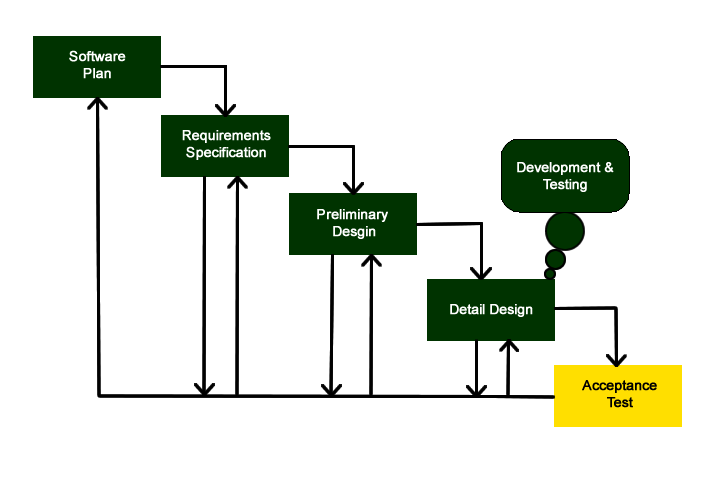 Software
Plan
Requirements
Specification
Preliminary
Desgin
Development &
Testing
Detail Design
Acceptance
Test